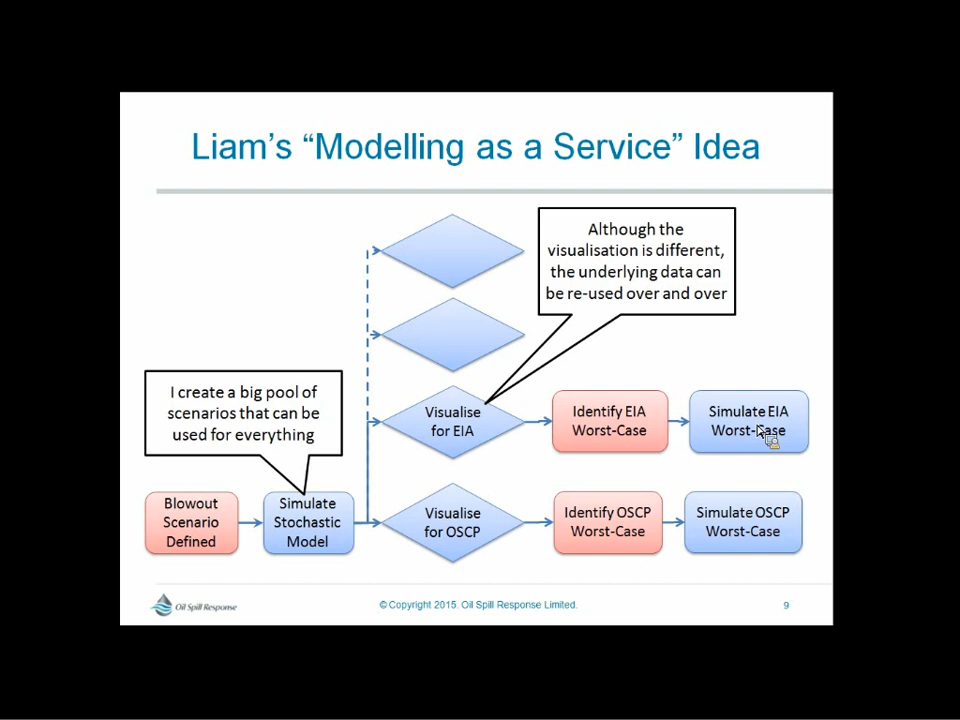 Liam's “Modelling as a Service” Idea
Although the
visualisation is different,
the underlying data can
be re-used over and over
I create a big pool of
scenarios that can be
used for everything
Visualise
for EIA
Identify EIA
Worst-Case
Simulate EIA
Worst-Case
Blowout
Scenario
Defined
Simulate
Stochastic
Model
Visualise
for OSCP
Identify OSCP
Worst-Case
Simulate OSCP
Worst-Case
Oil Spill Response
© Copyright 2015. Oil Spill Response Limited.
9